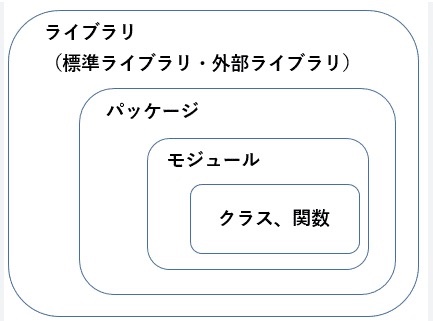 ライブラリ
（標準ライブラリ・外部ライブラリ）
パッケージ
モジュール
クラス、関数